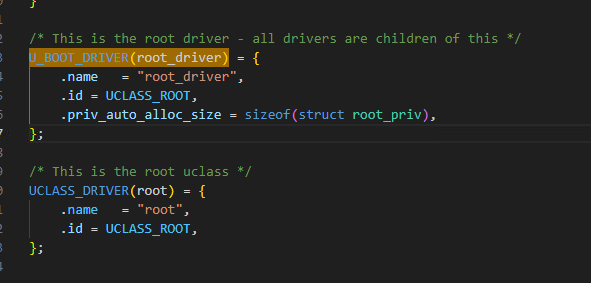 }
/* This is the root driver - all drivers are children of this */
U_BOOT_DRIVER(root_driver) = {
    .name   = "root_driver",
    .id = UCLASS_ROOT,
    .priv_auto_alloc_size = sizeof(struct root_priv),
};
/* This is the root uclass */
UCLASS_DRIVER(root) = {
    .name   = "root",
    .id = UCLASS_ROOT,
};